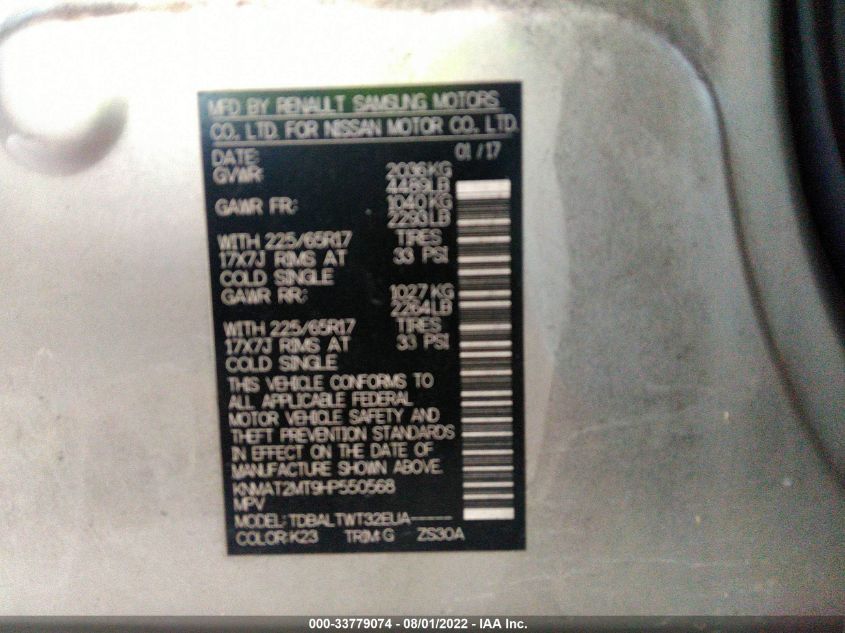 MFD BY RENAULT SAMSUNG MOTORS
CO., LTD. FOR NISSAN MOTOR CO., LTD.
DATE: 01/17
GVWR: 2036KG
4489LB
GAWR FR: 1040KG
2293LB
WITH 225/65R17 TIRES
17X7J RIMS AT 33 PSI
COLD SINGLE
GAWR RR: 1027KG
2264LB
WITH 225/65R17 TIRES
17X7J RIMS AT 33 PSI
COLD SINGLE
THIS VEHICLE CONFORMS TO
ALL APPLICABLE FEDERAL
MOTOR VEHICLE SAFETY AND
THEFT PREVENTION STANDARDS
IN EFFECT ON THE DATE OF
MANUFACTURE SHOWN ABOVE.
KNMAT2MT9HP550568
MPV
MODEL: TDBALTWT32EUA-----
COLOR:K23 TRIM:G ZS30A
000-33779074 - 08/01/2022 - IAA Inc.